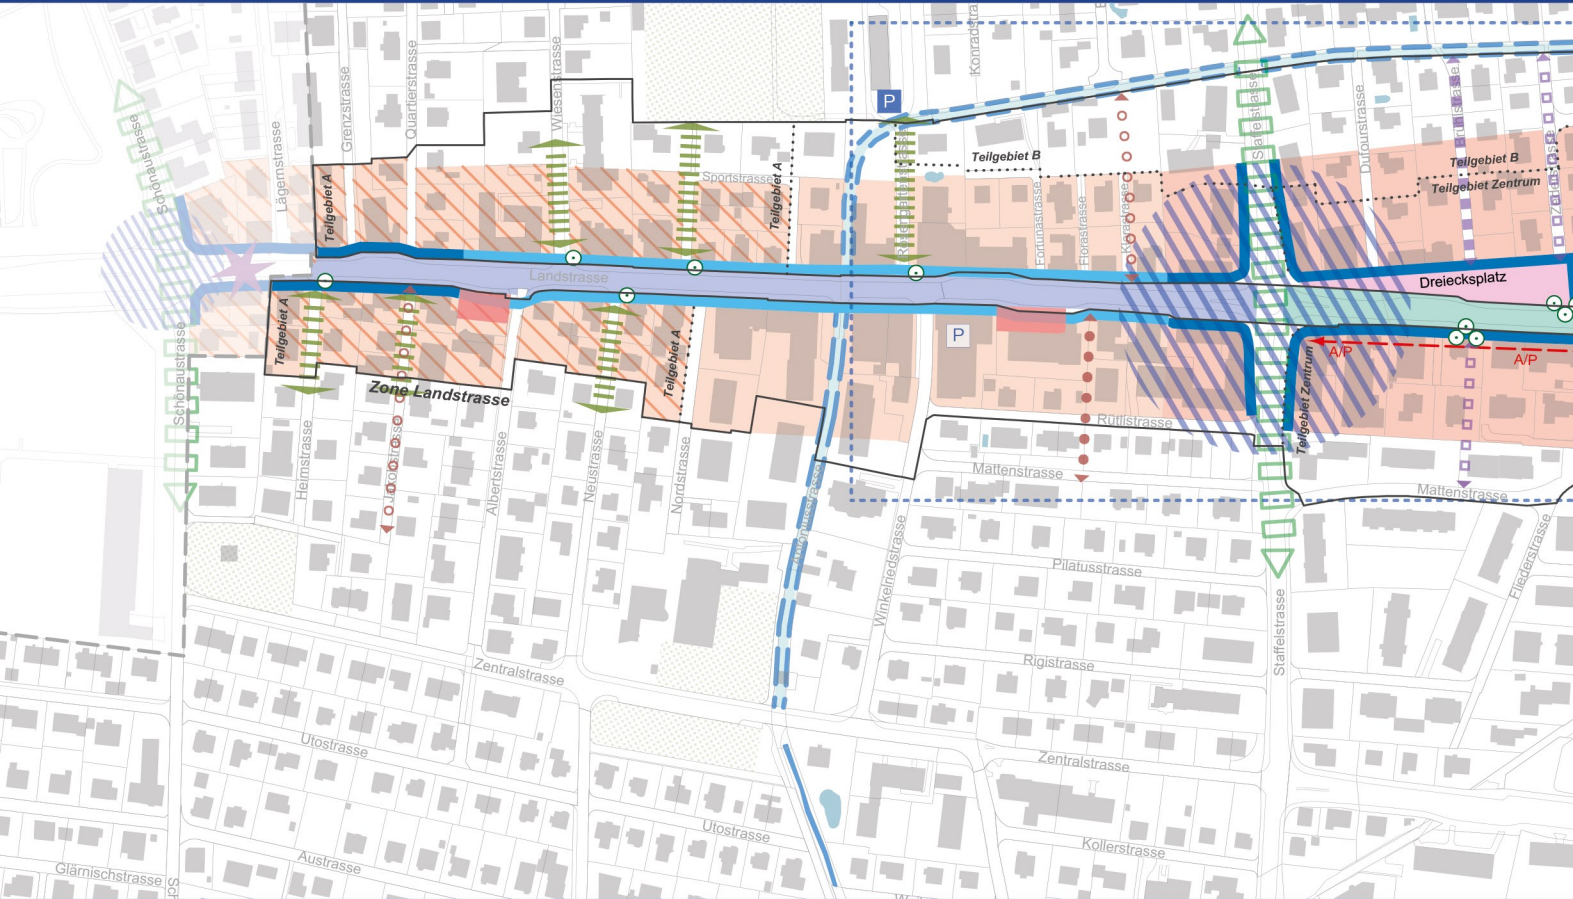 Konradstra
Grenzstrasse
Quartierstrasse
Wiesenstrasse
Schönaustrasse
Lägernstrasse
P
Staffelstrasse
Dufourstrasse
Teilgebiet A
Sportstrasse
Teilgebiet A
Teilgebiet B
Fortunastrasse
Florastrasse
Teilgebiet B
Teilgebiet Zentrum
Landstrasse
Dreiecksplatz
Teilgebiet A
Teilgebiet A
P
A/P
A/P
Schönaustrasse
Zone Landstrasse
Teilgebiet Zentrum
Rütlistrasse
Heimstrasse
Albertstrasse
Neustrasse
Nordstrasse
Mattenstrasse
Mattenstrasse
Winkelriedstrasse
Pilatusstrasse
Fliederstrasse
Staffelstrasse
Zentralstrasse
Rigistrasse
Utostrasse
Zentralstrasse
Utostrasse
Kollerstrasse
Austrasse
Glärnischstrasse